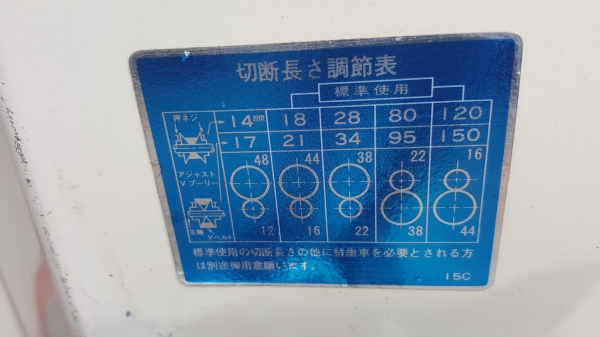 切断長さ調節表
標準使用
押ネジ
14mm 18 28 80 120
17 21 34 95 150
アジャスト
Vプーリー
48 44 38 22 16
主軸
Vベルト
12 16 22 38 44
標準使用の切断長さの他に替歯車を必要とされる方
は別途御用意願います。
15C